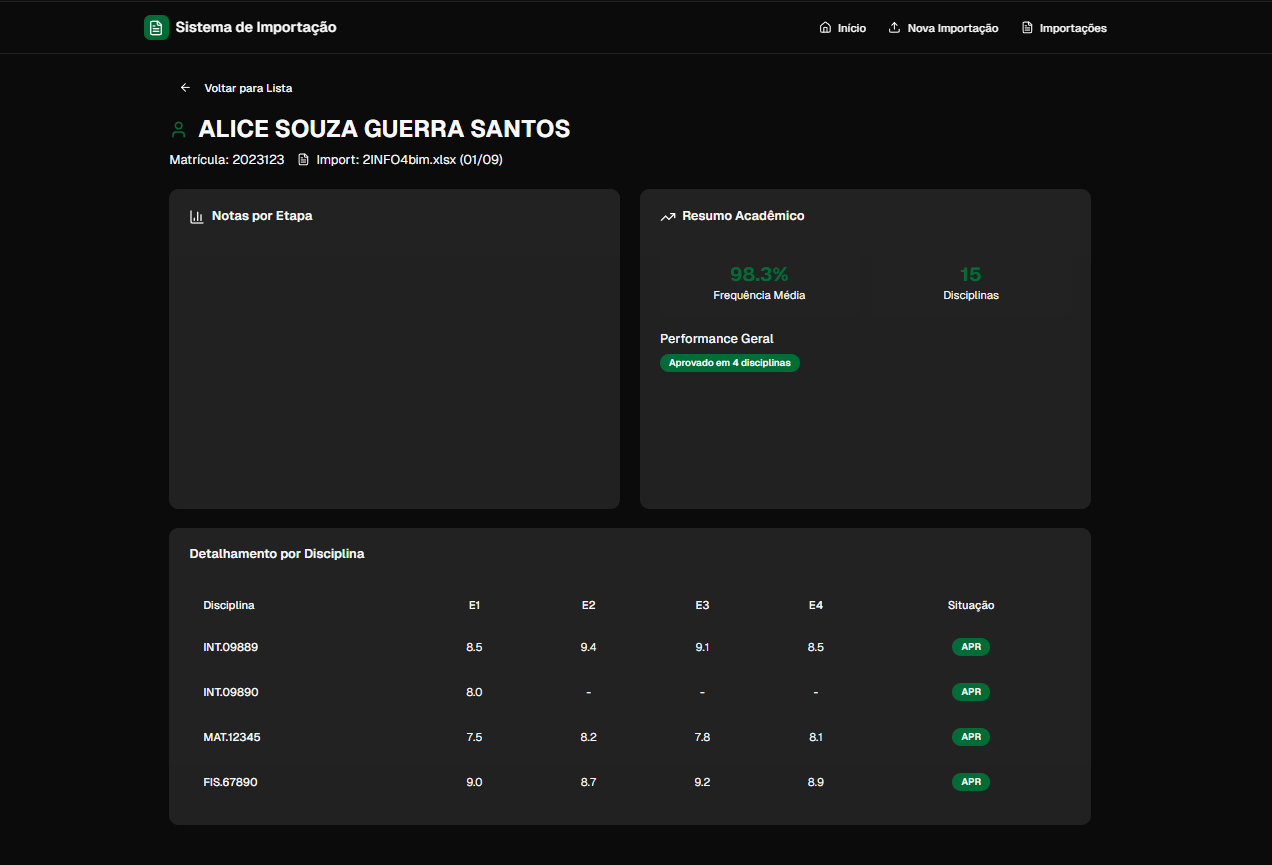 Sistema de Importação
Início Nova Importação Importações
Voltar para Lista
ALICE SOUZA GUERRA SANTOS
Matrícula: 2023123 Import: 2INFO4bim.xlsx (01/09)
Notas por Etapa
Resumo Acadêmico
98.3%
Frequência Média
15
Disciplinas
Performance Geral
Aprovado em 4 disciplinas
Detalhamento por Disciplina
Disciplina E1 E2 E3 E4 Situação
INT.09889 8.5 9.4 9.1 8.5 APR
INT.09890 8.0 - - - APR
MAT.12345 7.5 8.2 7.8 8.1 APR
FIS.67890 9.0 8.7 9.2 8.9 APR